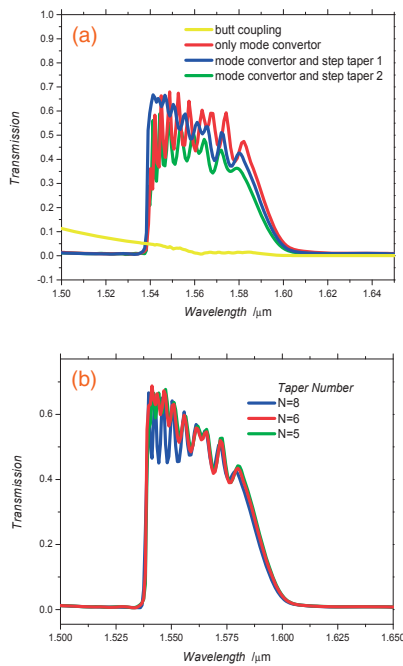 (a)
butt coupling
only mode convertor
mode convertor and step taper 1
mode convertor and step taper 2
Transmission
1.0
0.9
0.8
0.7
0.6
0.5
0.4
0.3
0.2
0.1
0.0
-0.1
1.50 1.52 1.54 1.56 1.58 1.60 1.62 1.64
Wavelength /μm
(b)
Taper Number
N=8
N=6
N=5
Transmission
0.6
0.4
0.2
0.0
1.500 1.525 1.550 1.575 1.600 1.625 1.650
Wavelength /μm